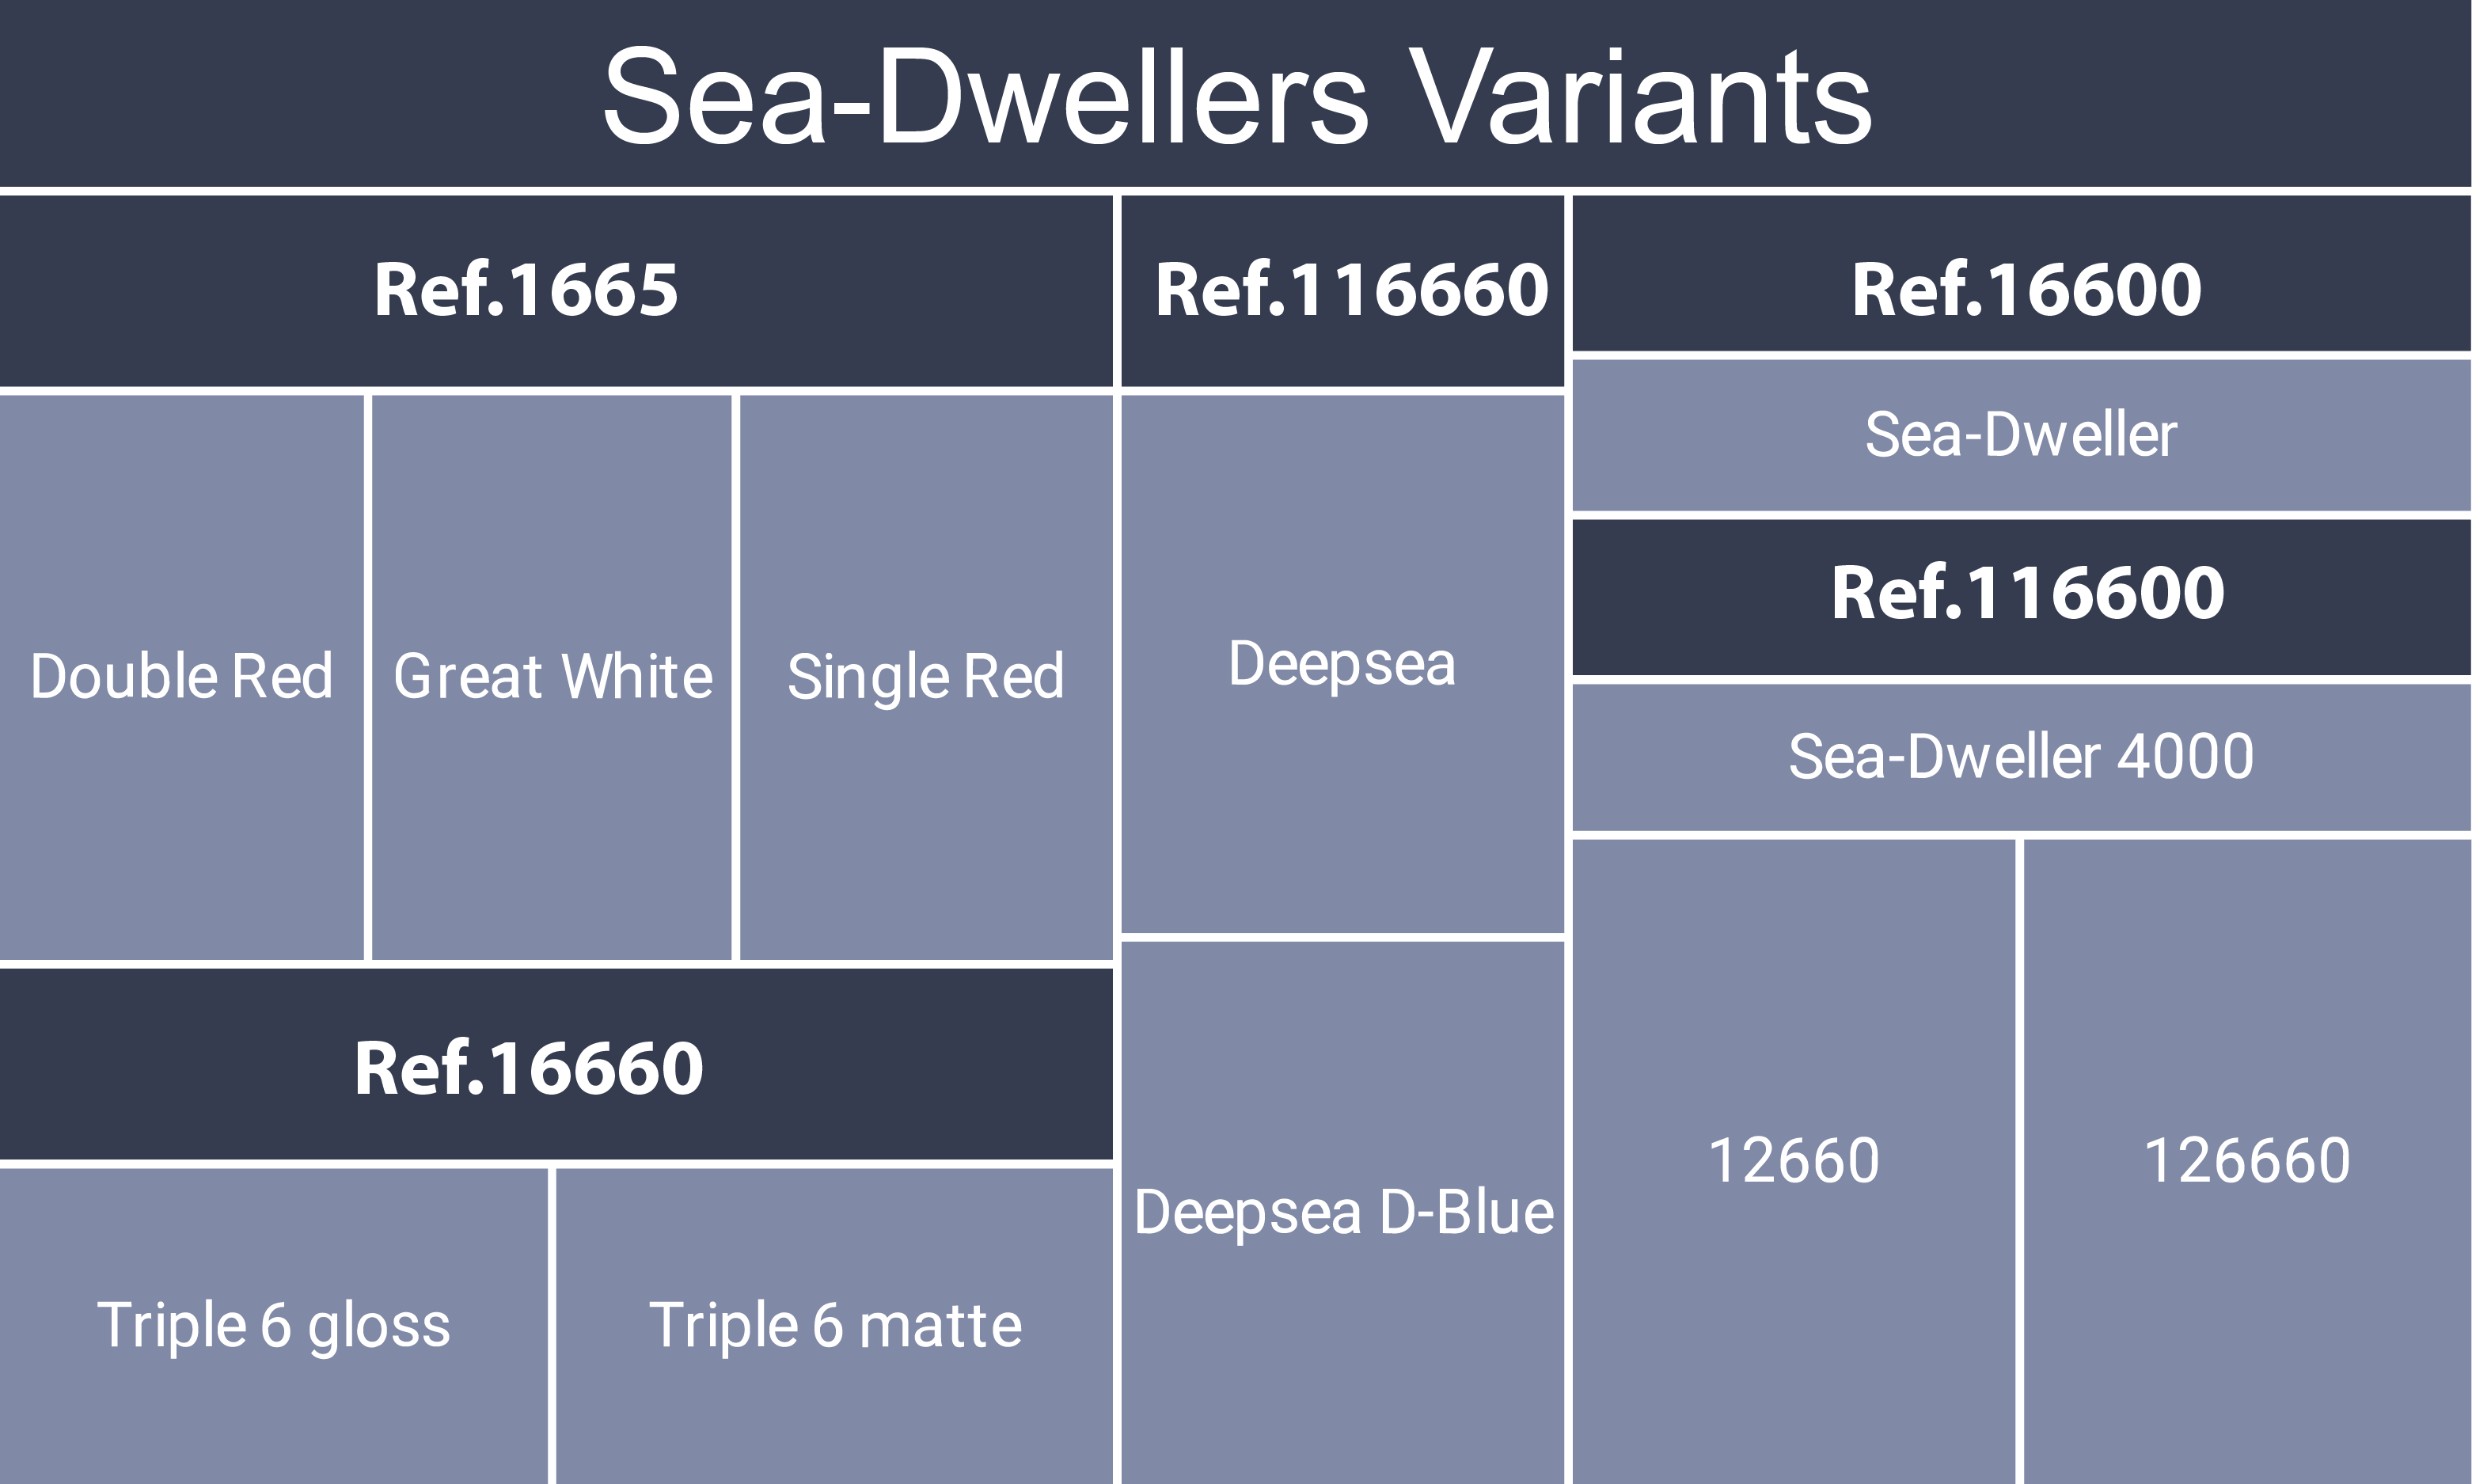 Sea-Dwellers Variants
Ref.1665
Double Red
Great White
Single Red
Ref.16660
Triple 6 gloss
Triple 6 matte
Ref.116660
Deepsea
Deepsea D-Blue
Ref.16600
Sea-Dweller
Ref.116600
Sea-Dweller 4000
12660
126660